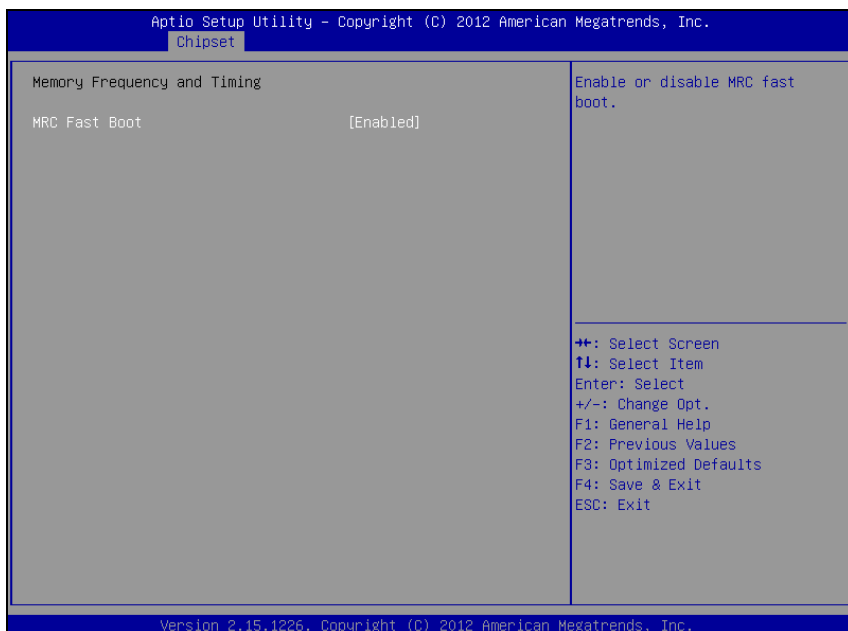 Aptio Setup Utility – Copyright (C) 2012 American Megatrends, Inc.
Chipset
Memory Frequency and Timing
MRC Fast Boot [Enabled]
Enable or disable MRC fast
boot.
→←: Select Screen
↑↓: Select Item
Enter: Select
+/-: Change Opt.
F1: General Help
F2: Previous Values
F3: Optimized Defaults
F4: Save & Exit
ESC: Exit
Version 2.15.1226. Copyright (C) 2012 American Megatrends, Inc.